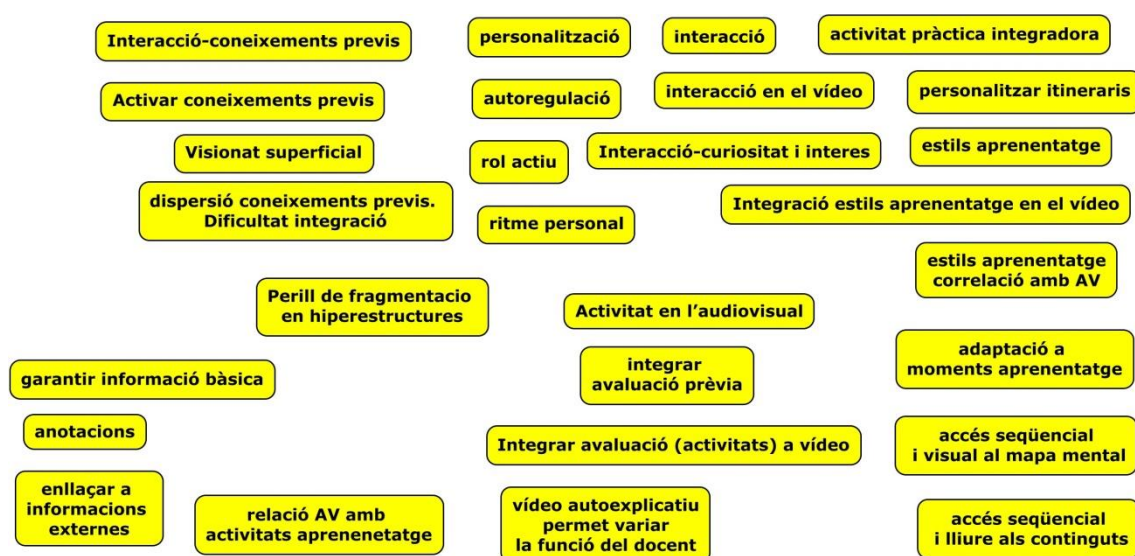 Interacció-coneixements previs
personalització
interacció
activitat pràctica integradora
Activar coneixements previs
autoregulació
interacció en el vídeo
personalitzar itineraris
Visionat superficial
rol actiu
Interacció-curiositat i interes
estils aprenentatge
dispersió coneixements previs.
Dificultat integració
ritme personal
Integració estils aprenentatge en el vídeo
estils aprenentatge
correlació amb AV
Perill de fragmentacio
en hiperestructures
Activitat en l’audiovisual
adaptació a
moments aprenentatge
garantir informació bàsica
integrar
avaluació prèvia
anotacions
Integrar avaluació (activitats) a vídeo
accés seqüencial
i visual al mapa mental
enllaçar a
informacions
externes
relació AV amb
activitats aprenenetatge
vídeo autoexplicatiu
permet variar
la funció del docent
accés seqüencial
i lliure als continguts